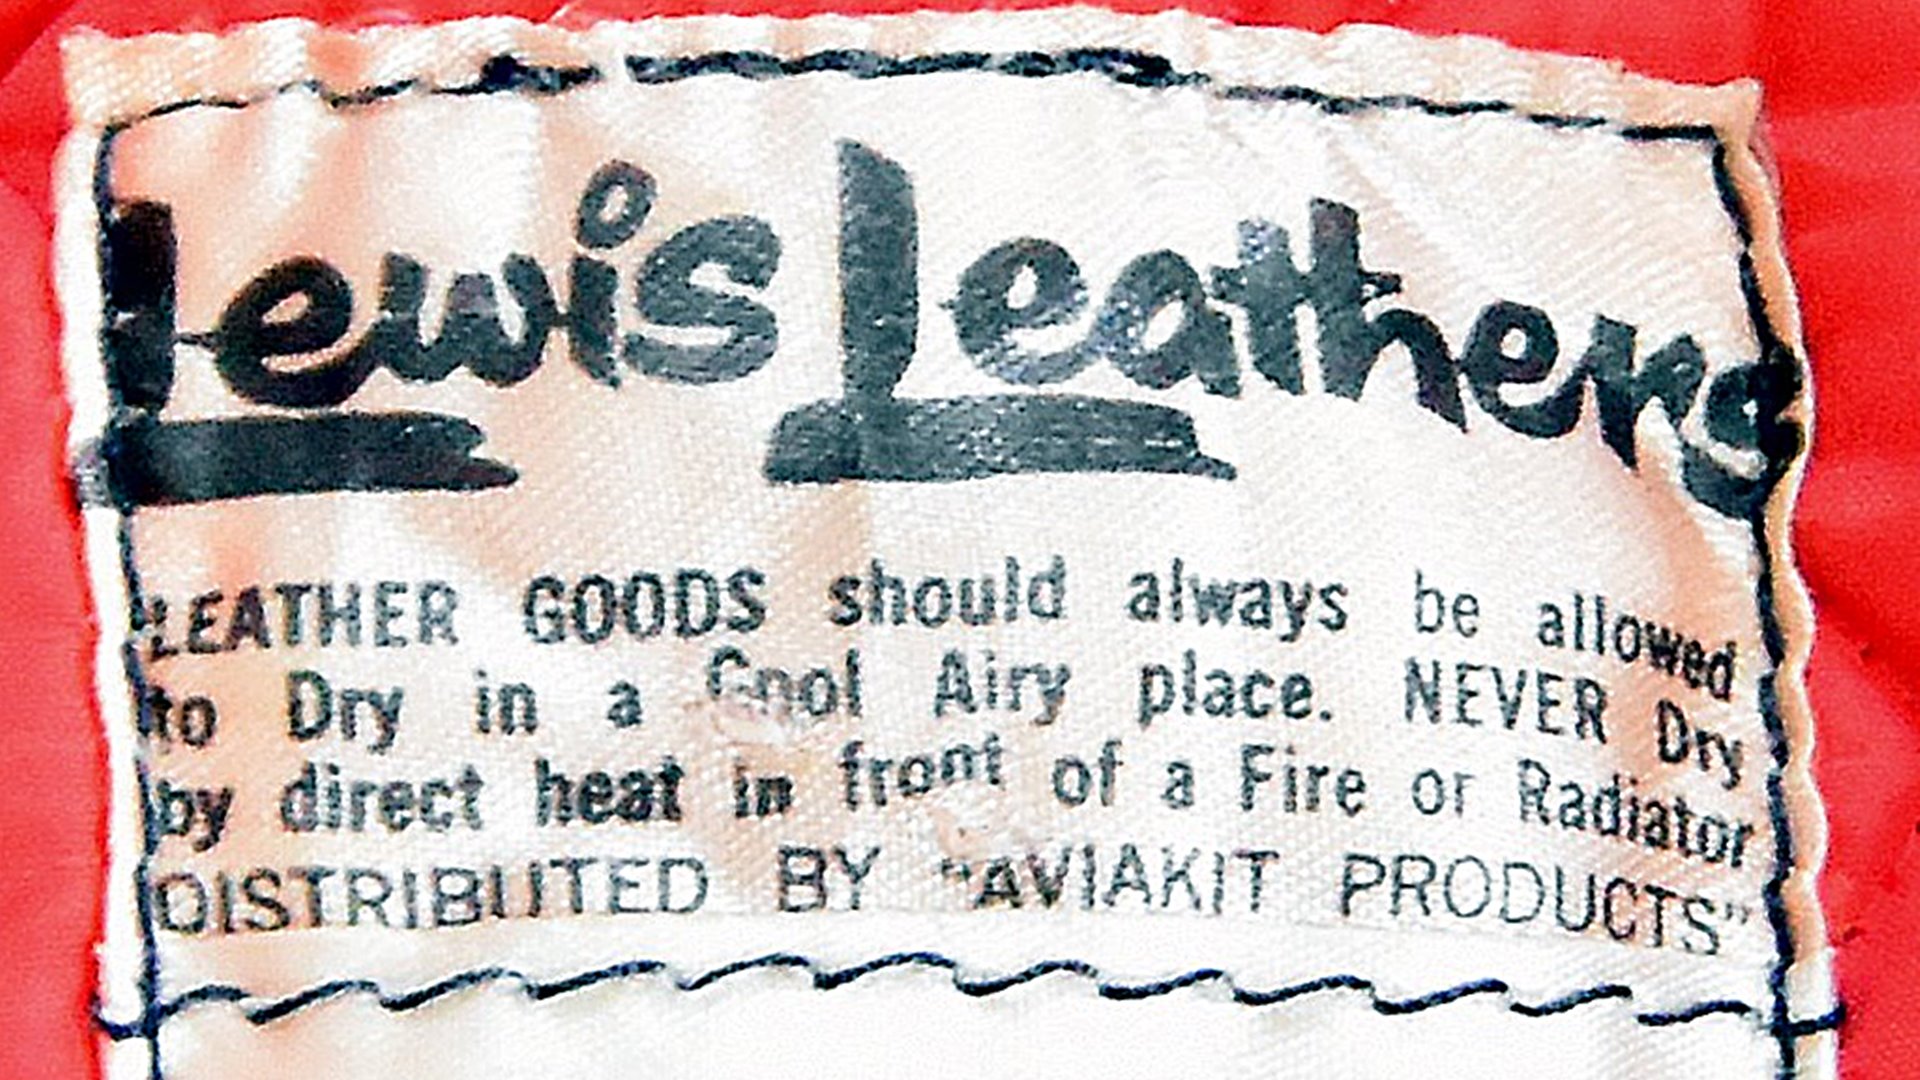 Lewis Leathers
LEATHER GOODS should always be allowed
to Dry in a Cool Airy place. NEVER Dry
by direct heat in front of a Fire or Radiator
DISTRIBUTED BY "AVIAKIT PRODUCTS"